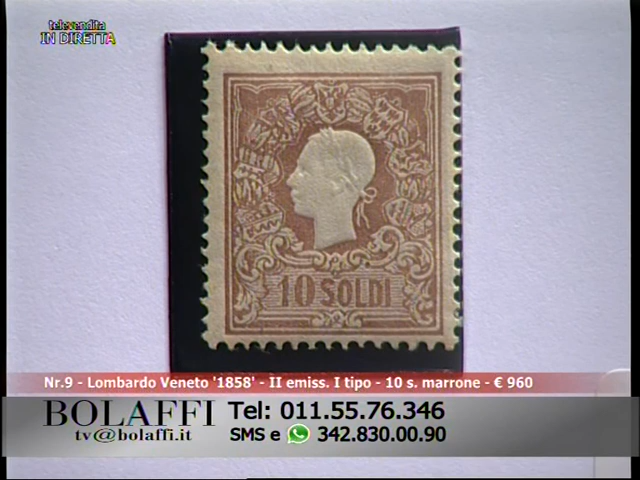 televendita
IN DIRETTA
10 SOLDI
Nr.9 - Lombardo Veneto '1858' - II emiss. I tipo - 10 s. marrone - € 960
BOLAFFI
tv@bolaffi.it
Tel: 011.55.76.346
SMS e 342.830.00.90